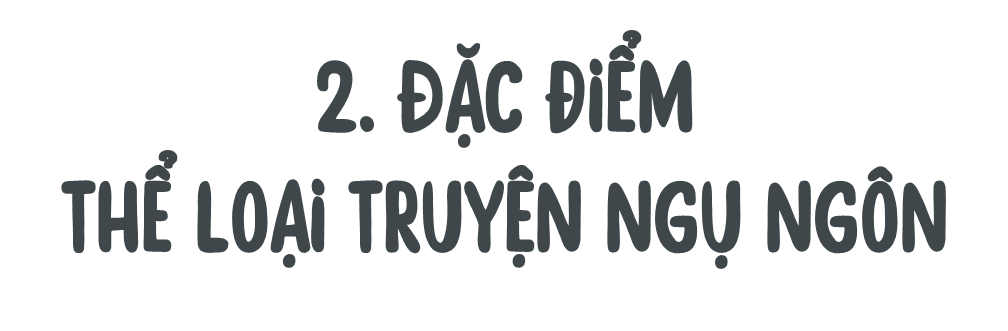 2. ĐẶC ĐIỂM
THỂ LOẠI TRUYỆN NGỤ NGÔN